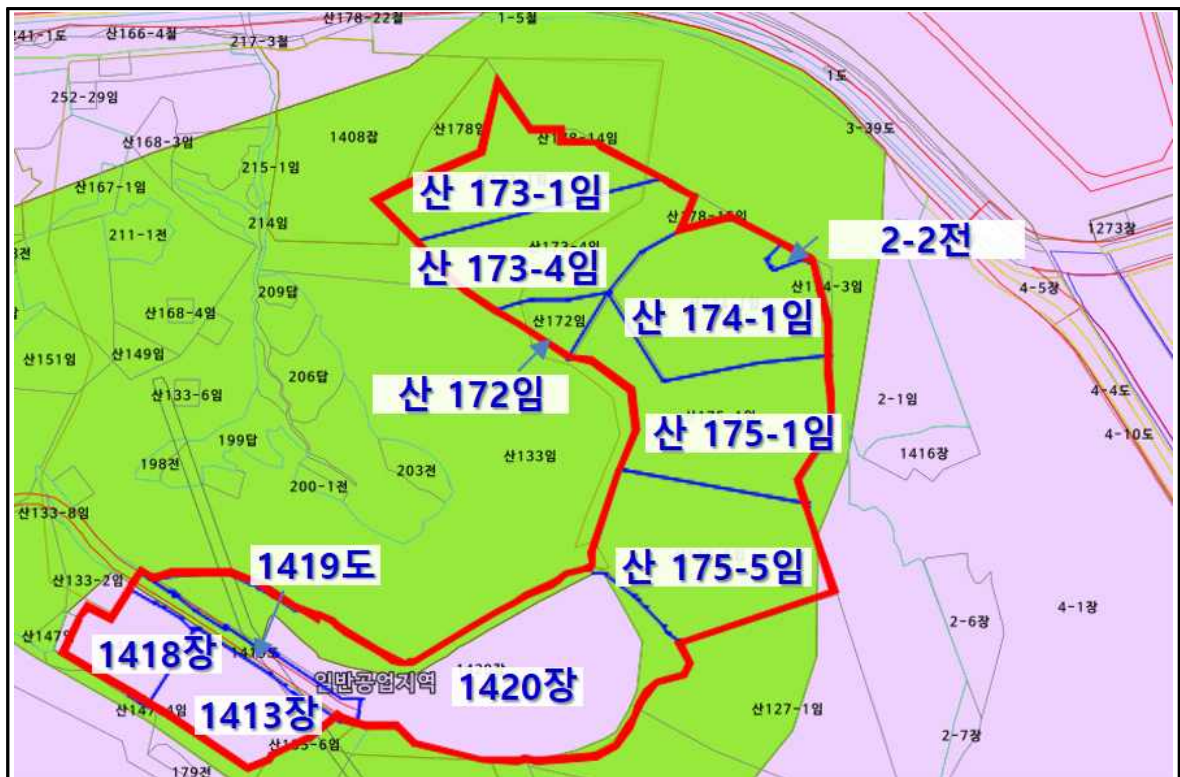 산178-22철
1-5철
241-1도
산166-4철
217-3철
1도
252-29임
3-39도
산168-3임
1408잡
산178임
산178-14임
215-1임
산167-1임
산 173-1임
214임
211-1전
1273장
2-2전
산173-4임
산 173-4임
4-5장
209답
산168-4임
산172임
산 174-1임
산151임
산149임
206답
산133-6임
산 172임
4-4도
2-1임
산 175-1임
4-10도
199답
1416장
198전
산133임
203전
200-1전
산133-8임
1419도
산 175-5임
산133-2임
4-1장
2-6장
1418장
일반공업지역
1420장
1413장
산127-1임
2-7장
179전